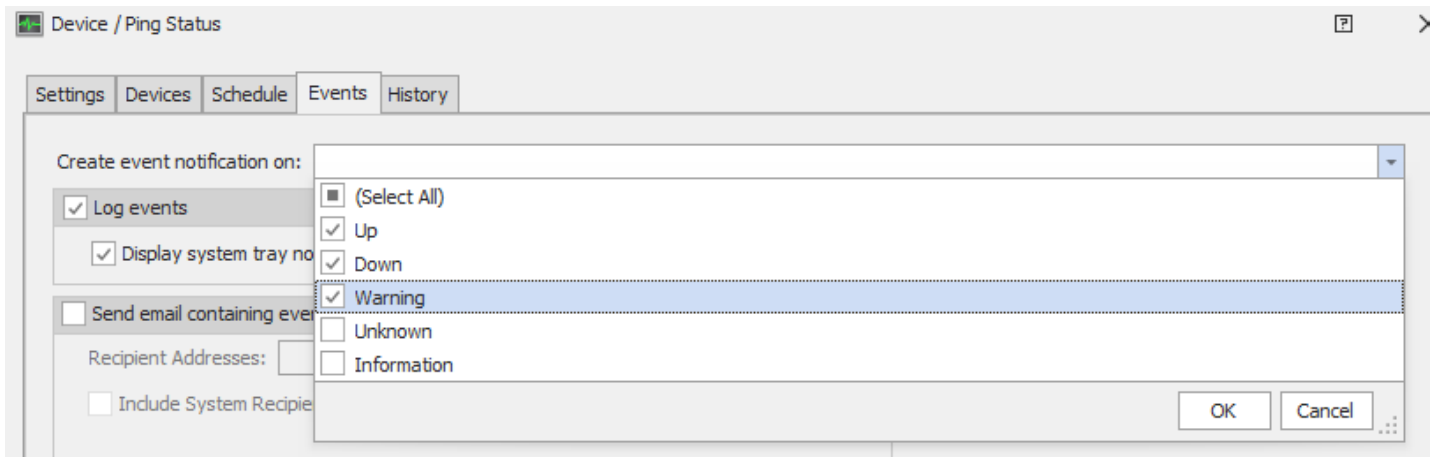 Device / Ping Status
Settings Devices Schedule Events History
Create event notification on:
(Select All)
Log events
Up
Display system tray no
Down
Warning
Send email containing ever
Unknown
Recipient Addresses:
Information
Include System Recipie
OK Cancel